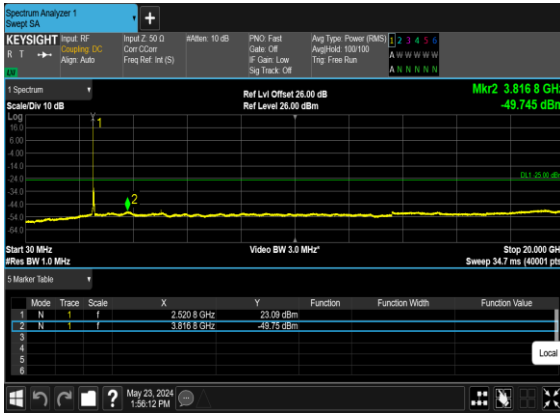 Spectrum Analyzer 1
Swept SA
+
KEYSIGHT Input: RF Input Z: 50 Ω #Atten: 10 dB PNO: Fast Avg Type: Power (RMS) 1 2 3 4 5 6
R T Coupling: DC Corr CCorr Gate: Off Avg|Hold: 100/100 A W W W W W
Align: Auto Freq Ref: Int (S) IF Gain: Low Trig: Free Run
Sig Track: Off A N N N N N
1 Spectrum Ref Lvl Offset 26.00 dB Mkr2 3.816 8 GHz
Scale/Div 10 dB Ref Level 26.00 dBm -49.745 dBm
Log
16.0
6.00
-4.00
-14.0
-24.0
-34.0
-44.0
-54.0
-64.0
1
2
DL1 -25.00 dBm
Start 30 MHz Video BW 3.0 MHz* Stop 20.000 GHz
#Res BW 1.0 MHz Sweep 34.7 ms (40001 pts)
5 Marker Table
Mode Trace Scale X Y Function Function Width Function Value
1 N 1 f 2.520 8 GHz 23.09 dBm
2 N 1 f 3.816 8 GHz -49.75 dBm
3
4
5
6
Local
? May 23, 2024
1:56:12 PM